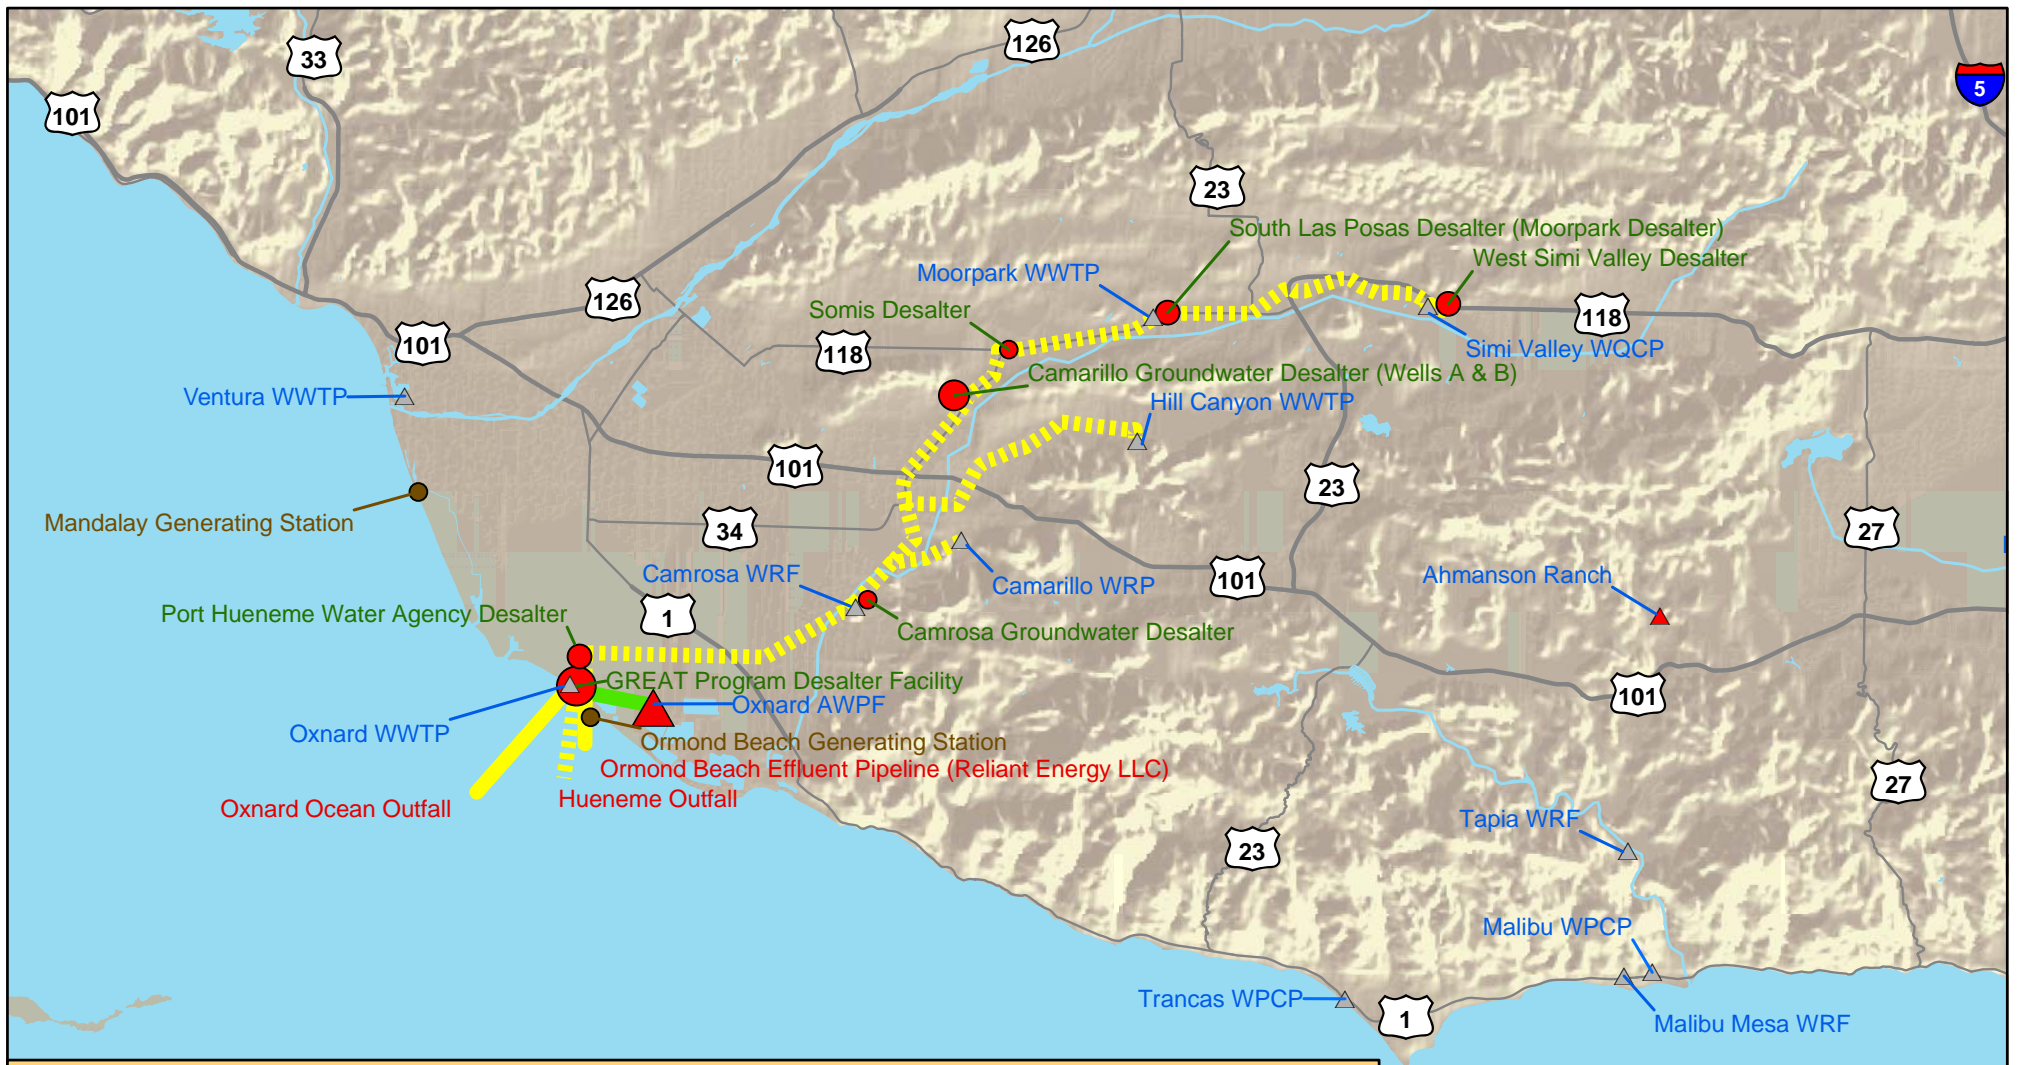 126
33
5
101
23
South Las Posas Desalter (Moorpark Desalter)
West Simi Valley Desalter
Moorpark WWTP
126
Somis Desalter
118
101
118
Simi Valley WQCP
Camarillo Groundwater Desalter (Wells A & B)
Ventura WWTP
Hill Canyon WWTP
101
23
Mandalay Generating Station
34
27
Camrosa WRF
Camarillo WRP
101
Ahmanson Ranch
Port Hueneme Water Agency Desalter
1
Camrosa Groundwater Desalter
GREAT Program Desalter Facility
101
Oxnard AWPF
Oxnard WWTP
Ormond Beach Generating Station
Ormond Beach Effluent Pipeline (Reliant Energy LLC)
27
Hueneme Outfall
Oxnard Ocean Outfall
Tapia WRF
23
Malibu WPCP
Trancas WPCP
1
Malibu Mesa WRF